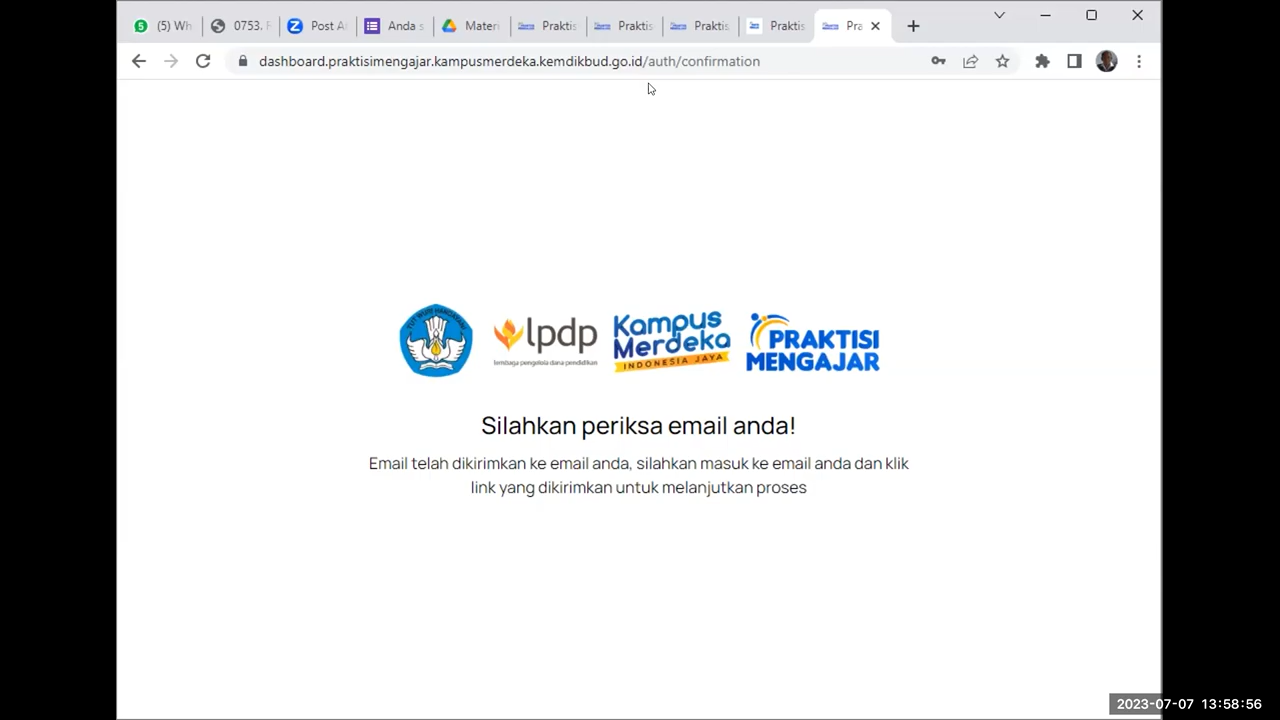 (5) Wh
0753. F
Post A
Anda s
Mater
Praktis
Praktis
Praktis
Praktis
Pra
dashboard.praktisimengajar.kampusmerdeka.kemdikbud.go.id/auth/confirmation
TUT WURI HANDAYANI
lpdp
lembaga pengelola dana pendidikan
Kampus
Merdeka
INDONESIA JAYA
PRAKTISI
MENGAJAR
Silahkan periksa email anda!
Email telah dikirimkan ke email anda, silahkan masuk ke email anda dan klik
link yang dikirimkan untuk melanjutkan proses
2023-07-07 13:58:56